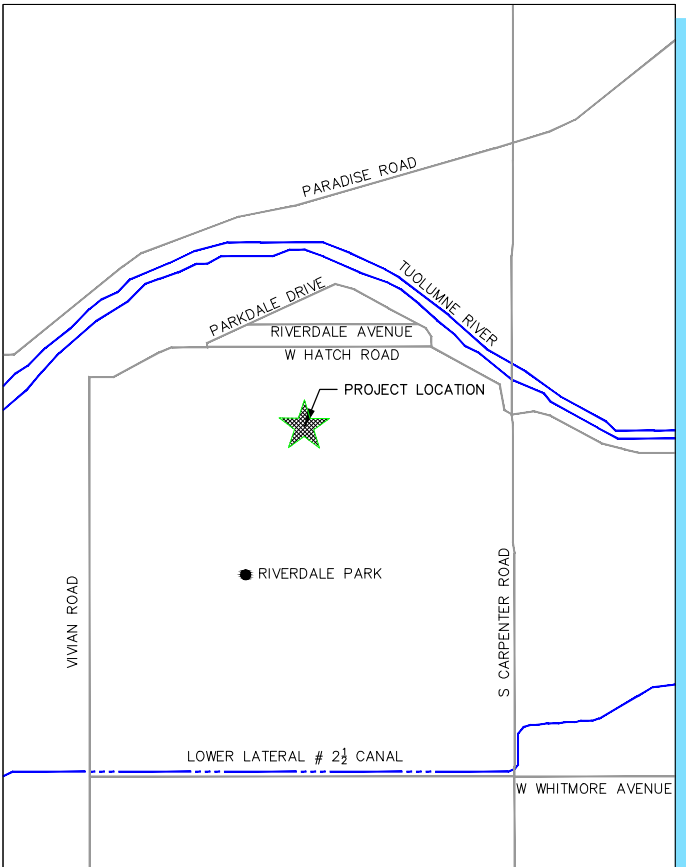 PARADISE ROAD
TUOLUMNE RIVER
PARKDALE DRIVE
RIVERDALE AVENUE
W HATCH ROAD
PROJECT LOCATION
RIVERDALE PARK
VIVIAN ROAD
S CARPENTER ROAD
LOWER LATERAL # 2½ CANAL
W WHITMORE AVENUE